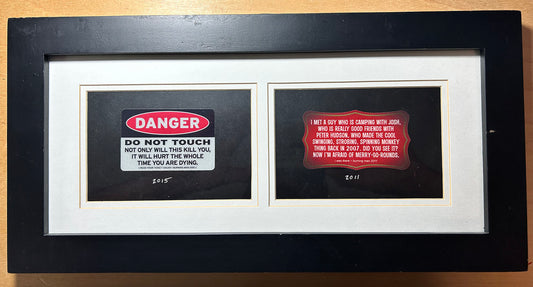 DANGER
DO NOT TOUCH
NOT ONLY WILL THIS KILL YOU,
IT WILL HURT THE WHOLE
TIME YOU ARE DYING.
2015
I MET A GUY WHO IS CAMPING WITH JOSH,
WHO IS REALLY GOOD FRIENDS WITH
PETER HUDSON, WHO MADE THE COOL
SWINGING, STROBING, SPINNING MONKEY
THING BACK IN 2007. DID YOU SEE IT?
NOW I'M AFRAID OF MERRY-GO-ROUNDS.
2011